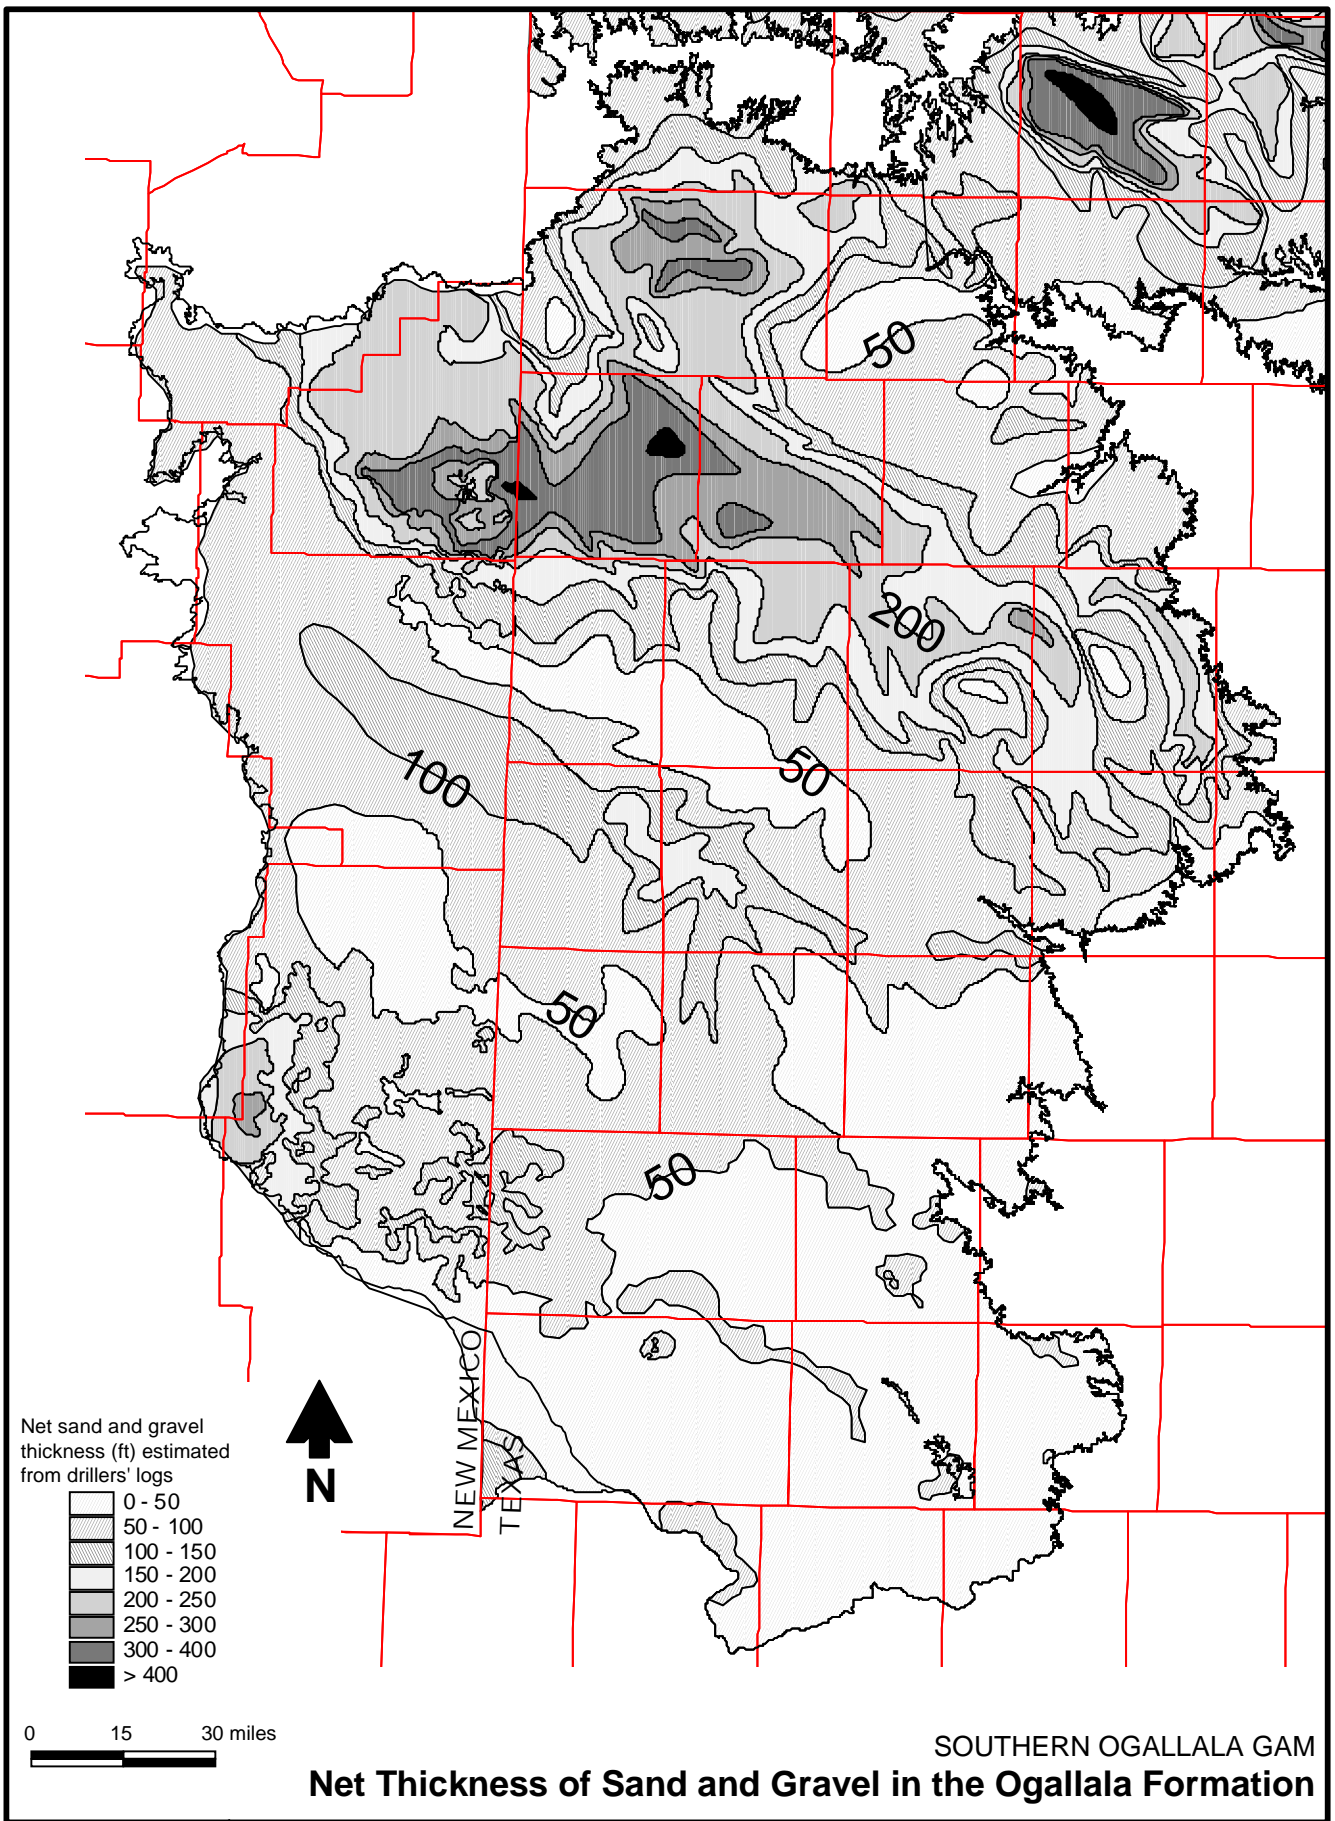 50
200
100
50
50
50
NEW MEXICO
TEXAS
N
Net sand and gravel
thickness (ft) estimated
from drillers' logs
0 - 50
50 - 100
100 - 150
150 - 200
200 - 250
250 - 300
300 - 400
> 400
0 15 30 miles
SOUTHERN OGALLALA GAM
Net Thickness of Sand and Gravel in the Ogallala Formation